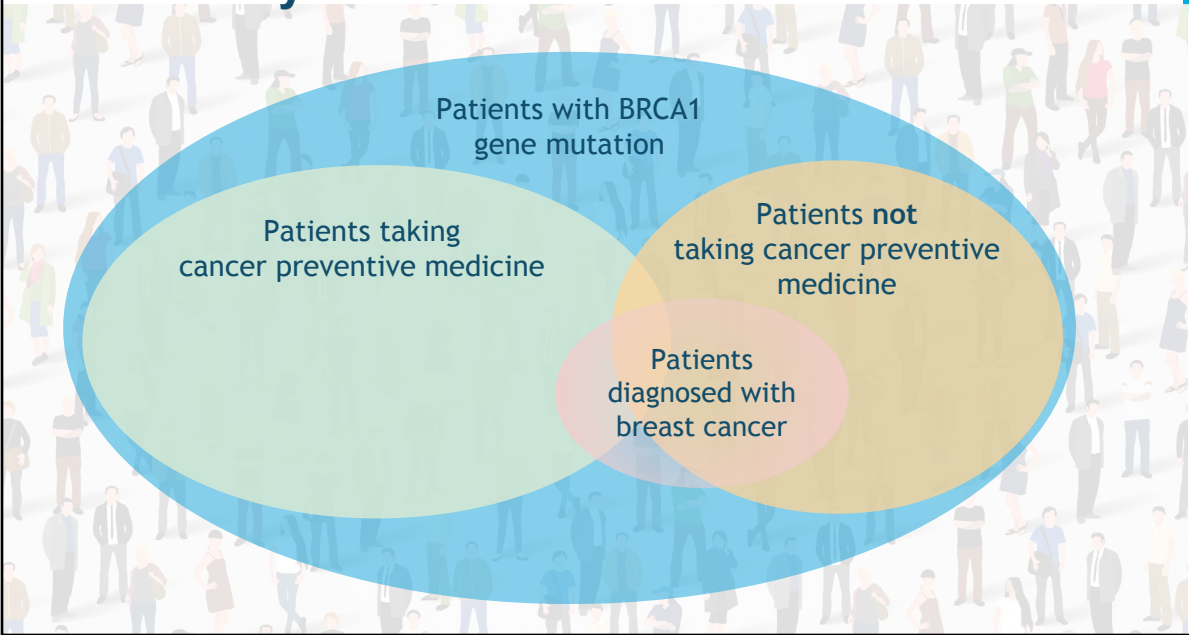 Patients with BRCA1
gene mutation
Patients taking
cancer preventive medicine
Patients not
taking cancer preventive
medicine
Patients
diagnosed with
breast cancer